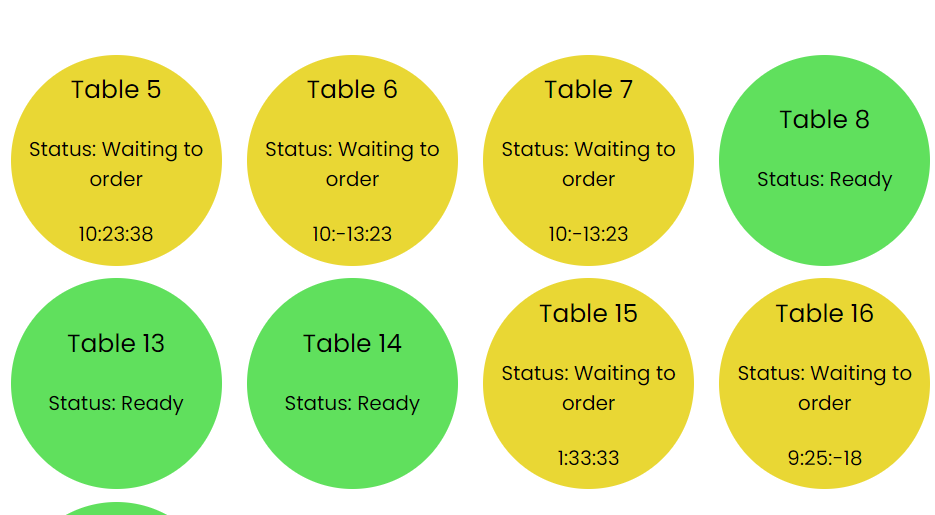 Table 5
Status: Waiting to
order
10:23:38
Table 6
Status: Waiting to
order
10:-13:23
Table 7
Status: Waiting to
order
10:-13:23
Table 8
Status: Ready
Table 13
Status: Ready
Table 14
Status: Ready
Table 15
Status: Waiting to
order
1:33:33
Table 16
Status: Waiting to
order
9:25:-18